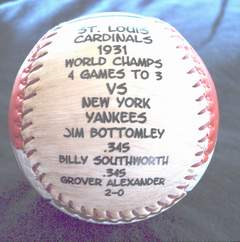 ST. LOUIS
CARDINALS
1931
WORLD CHAMPS
4 GAMES TO 3
VS
NEW YORK
YANKEES
JIM BOTTOMLEY
.345
BILLY SOUTHWORTH
.345
GROVER ALEXANDER
2-0